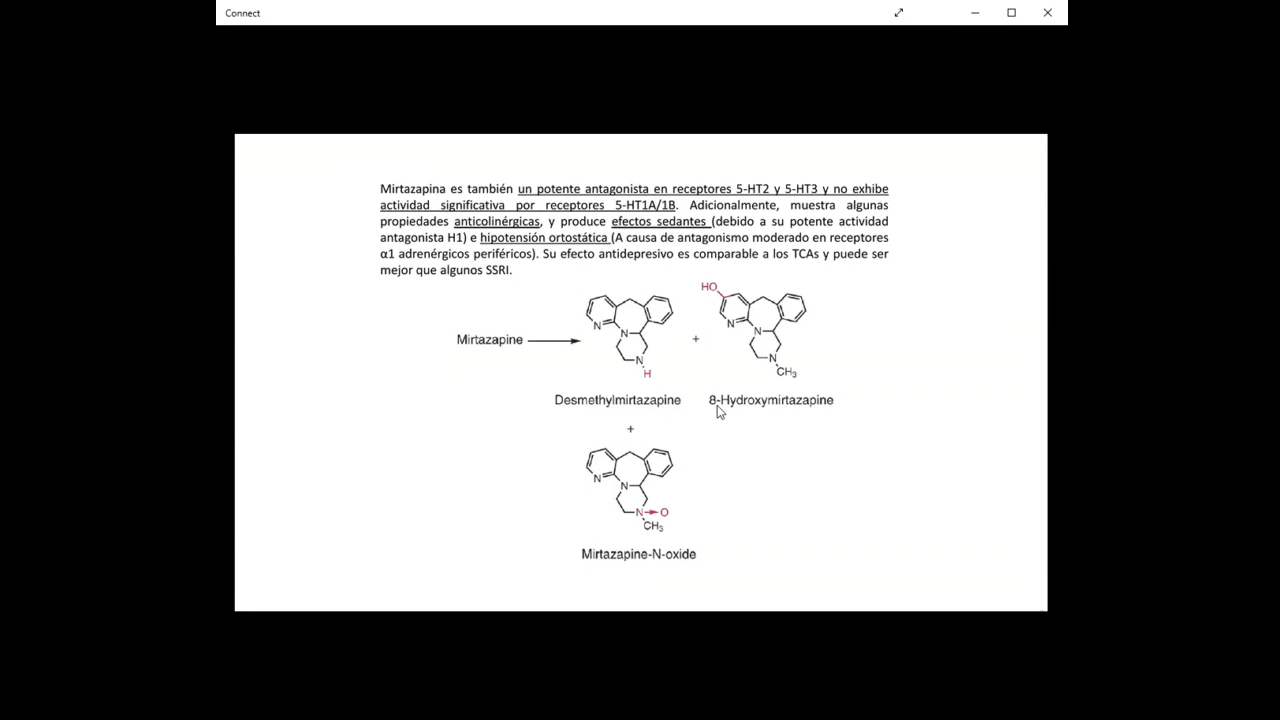 Connect
Mirtazapina es también un potente antagonista en receptores 5-HT2 y 5-HT3 y no exhibe
actividad significativa por receptores 5-HT1A/1B. Adicionalmente, muestra algunas
propiedades anticolinérgicas, y produce efectos sedantes (debido a su potente actividad
antagonista H1) e hipotensión ortostática (A causa de antagonismo moderado en receptores
α1 adrenérgicos periféricos). Su efecto antidepresivo es comparable a los TCAs y puede ser
mejor que algunos SSRI.
HO
N
N
N
N
Mirtazapine
+
N
N
H
CH₃
Desmethylmirtazapine
8-Hydroxymirtazapine
+
N
N
N
O
CH₃
Mirtazapine-N-oxide